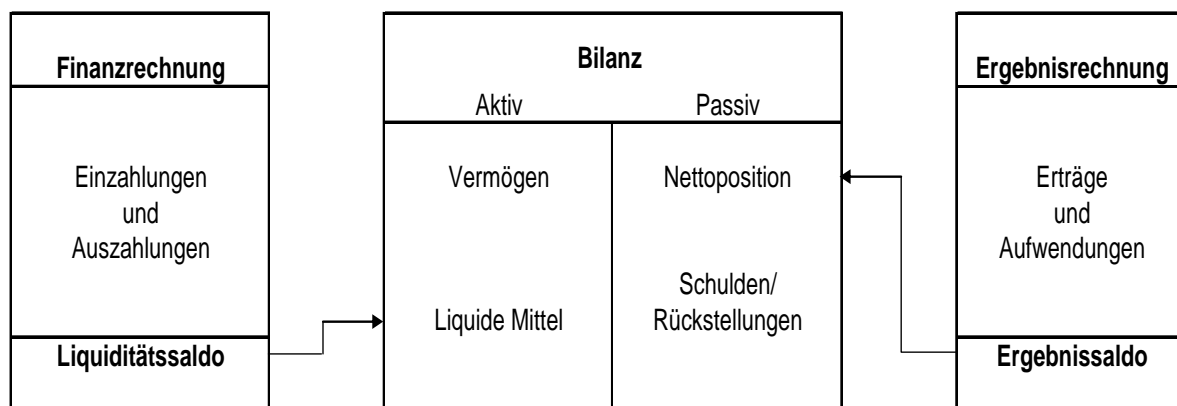 Finanzrechnung
Einzahlungen
und
Auszahlungen
Liquiditätssaldo
Bilanz
Aktiv Passiv
Vermögen Nettoposition
Liquide Mittel
Schulden/
Rückstellungen
Ergebnisrechnung
Erträge
und
Aufwendungen
Ergebnissaldo